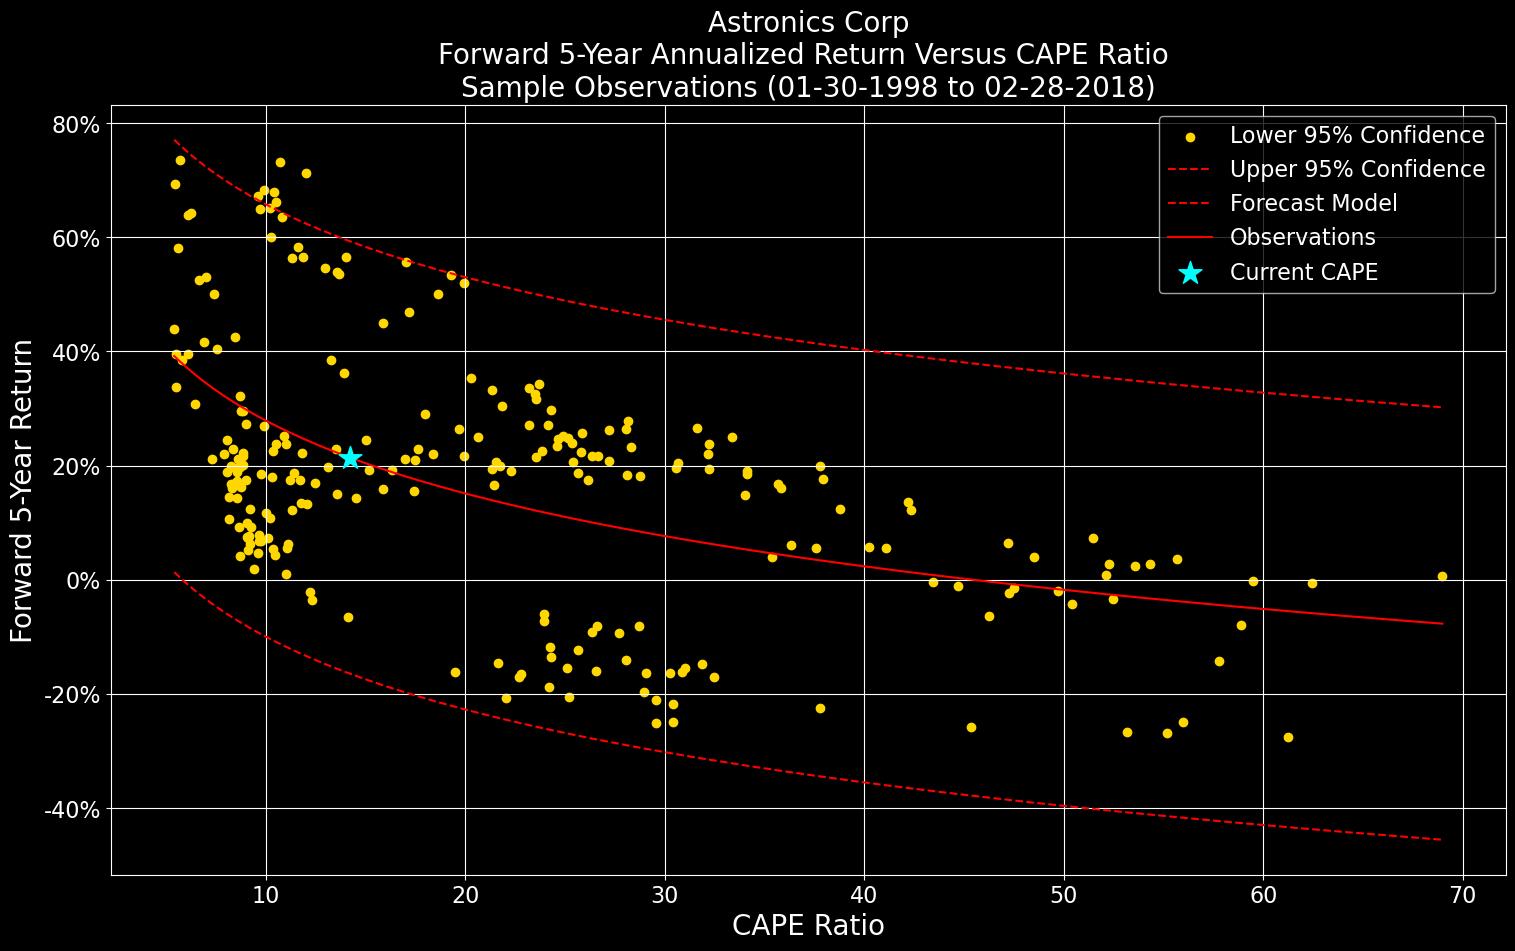 Astronics Corp
Forward 5-Year Annualized Return Versus CAPE Ratio
Sample Observations (01-30-1998 to 02-28-2018)
Lower 95% Confidence
Upper 95% Confidence
Forecast Model
Observations
Current CAPE
Forward 5-Year Return
80%
60%
40%
20%
0%
-20%
-40%
10 20 30 40 50 60 70
CAPE Ratio